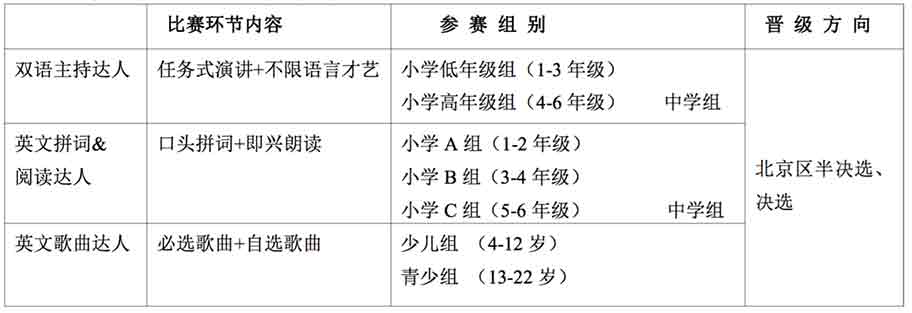 比赛环节内容 参赛组别 晋级方向
双语主持达人 任务式演讲+不限语言才艺 小学低年级组（1-3 年级）
小学高年级组（4-6 年级） 中学组
英文拼词& 口头拼词+即兴朗读 小学 A 组（1-2 年级）
阅读达人 小学 B 组（3-4 年级）
小学 C 组（5-6 年级） 中学组
北京区半决选、
决选
英文歌曲达人 必选歌曲+自选歌曲 少儿组 （4-12 岁）
青少组 （13-22 岁）